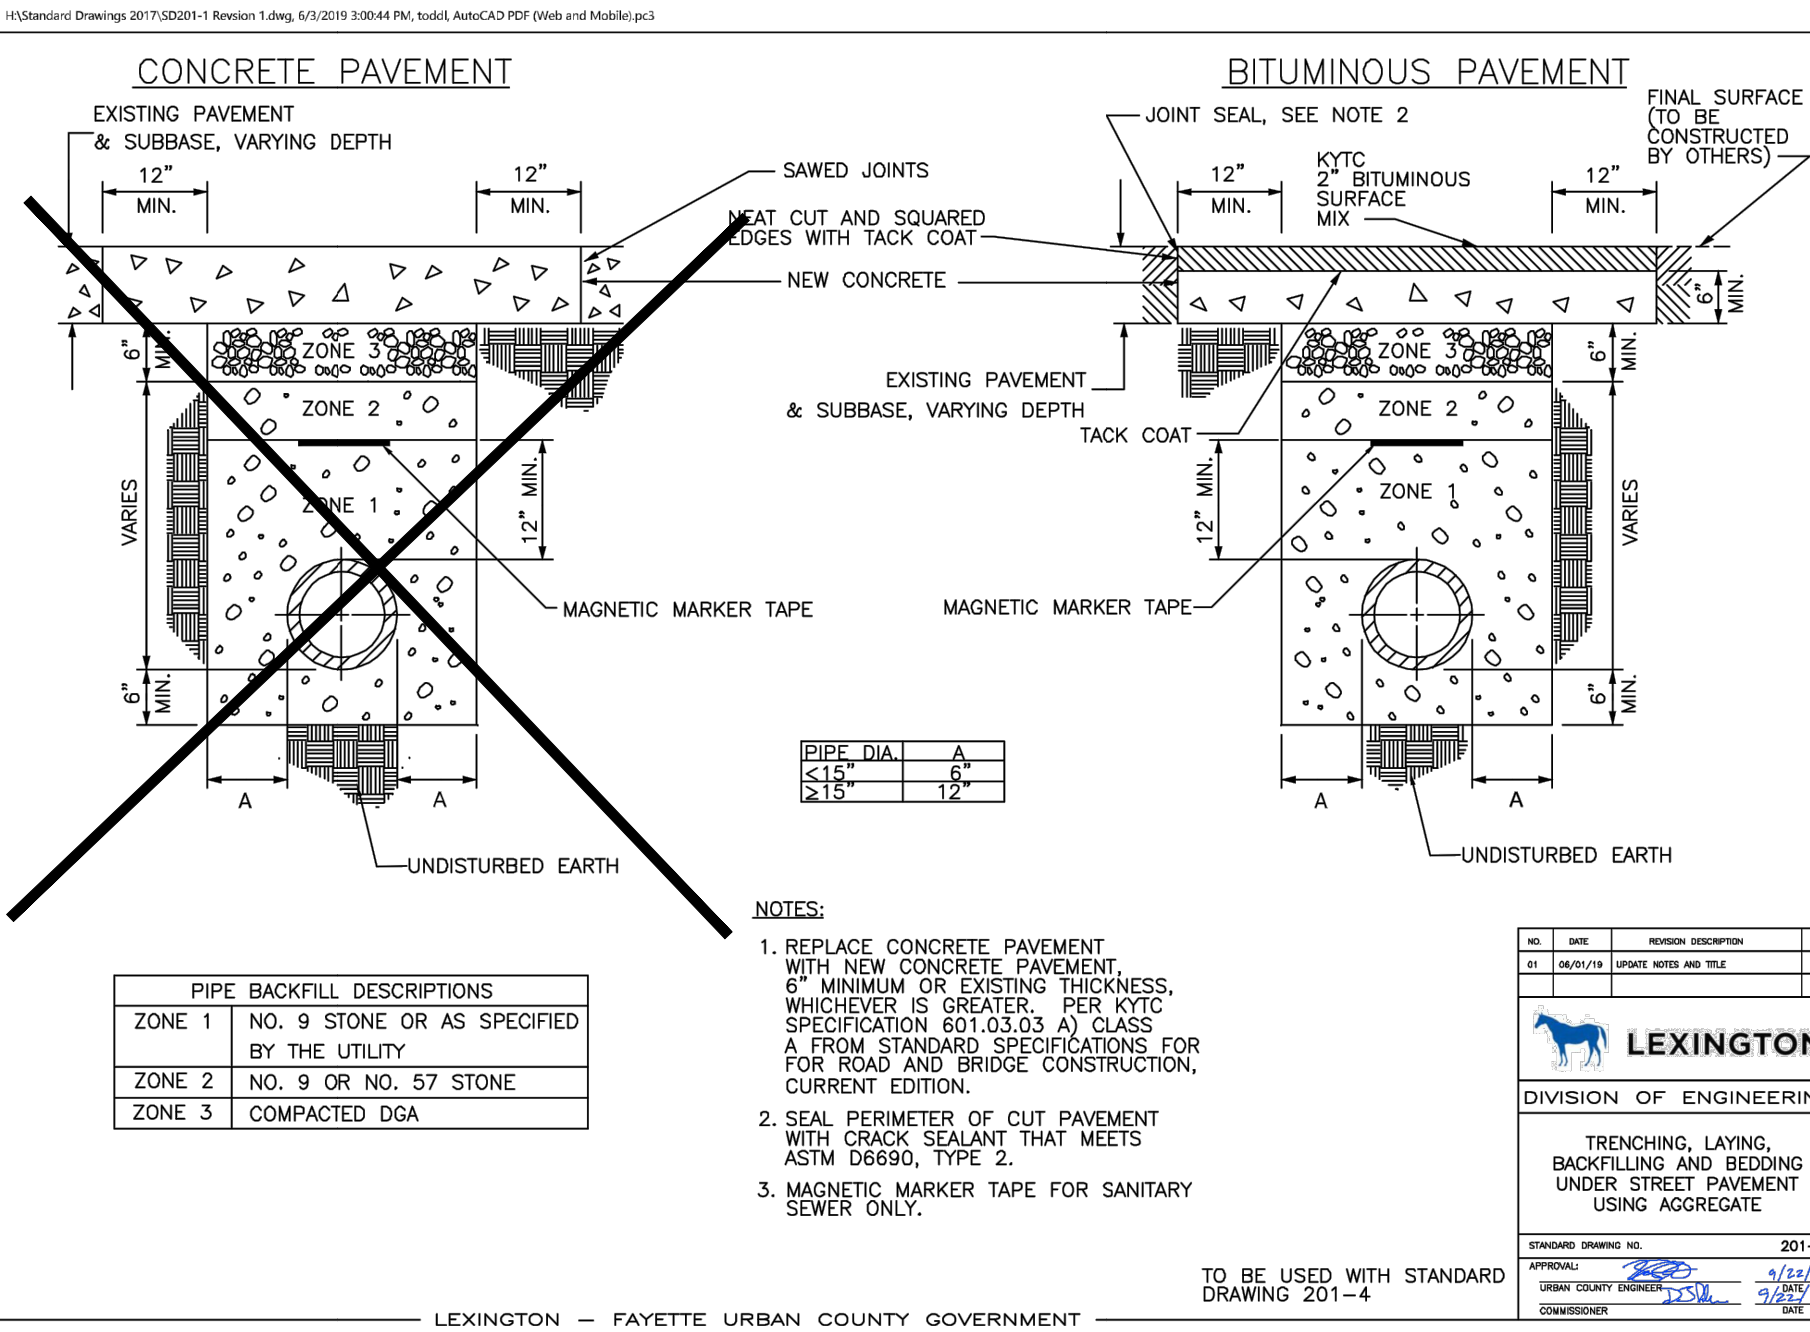 H:\Standard Drawings 2017\SD201-1 Revsion 1.dwg, 6/3/2019 3:00:44 PM, toddl, AutoCAD PDF (Web and Mobile).pc3
CONCRETE PAVEMENT
EXISTING PAVEMENT
& SUBBASE, VARYING DEPTH
12"
MIN.
12"
MIN.
SAWED JOINTS
NEAT CUT AND SQUARED
EDGES WITH TACK COAT
NEW CONCRETE
6"
MIN.
ZONE 3
ZONE 2
ZONE 1
VARIES
12" MIN.
6"
MIN.
MAGNETIC MARKER TAPE
A
A
UNDISTURBED EARTH
BITUMINOUS PAVEMENT
JOINT SEAL, SEE NOTE 2
FINAL SURFACE
(TO BE
CONSTRUCTED
BY OTHERS)
12"
MIN.
KYTC
2" BITUMINOUS
SURFACE
MIX
12"
MIN.
6"
MIN.
EXISTING PAVEMENT
& SUBBASE, VARYING DEPTH
TACK COAT
ZONE 3
ZONE 2
ZONE 1
6"
MIN.
12" MIN.
VARIES
MAGNETIC MARKER TAPE
6"
MIN.
A
A
UNDISTURBED EARTH
PIPE DIA. A
<15" 6"
≥15" 12"
PIPE BACKFILL DESCRIPTIONS
ZONE 1 NO. 9 STONE OR AS SPECIFIED
BY THE UTILITY
ZONE 2 NO. 9 OR NO. 57 STONE
ZONE 3 COMPACTED DGA
NOTES:
1. REPLACE CONCRETE PAVEMENT
WITH NEW CONCRETE PAVEMENT,
6" MINIMUM OR EXISTING THICKNESS,
WHICHEVER IS GREATER. PER KYTC
SPECIFICATION 601.03.03 A) CLASS
A FROM STANDARD SPECIFICATIONS FOR
FOR ROAD AND BRIDGE CONSTRUCTION,
CURRENT EDITION.
2. SEAL PERIMETER OF CUT PAVEMENT
WITH CRACK SEALANT THAT MEETS
ASTM D6690, TYPE 2.
3. MAGNETIC MARKER TAPE FOR SANITARY
SEWER ONLY.
TO BE USED WITH STANDARD
DRAWING 201-4
NO. DATE REVISION DESCRIPTION
01 06/01/19 UPDATE NOTES AND TITLE
LEXINGTON
DIVISION OF ENGINEERIN
TRENCHING, LAYING,
BACKFILLING AND BEDDING
UNDER STREET PAVEMENT
USING AGGREGATE
STANDARD DRAWING NO. 201-
APPROVAL:
9/22/
URBAN COUNTY ENGINEER DATE
9/22/
COMMISSIONER DATE
LEXINGTON – FAYETTE URBAN COUNTY GOVERNMENT